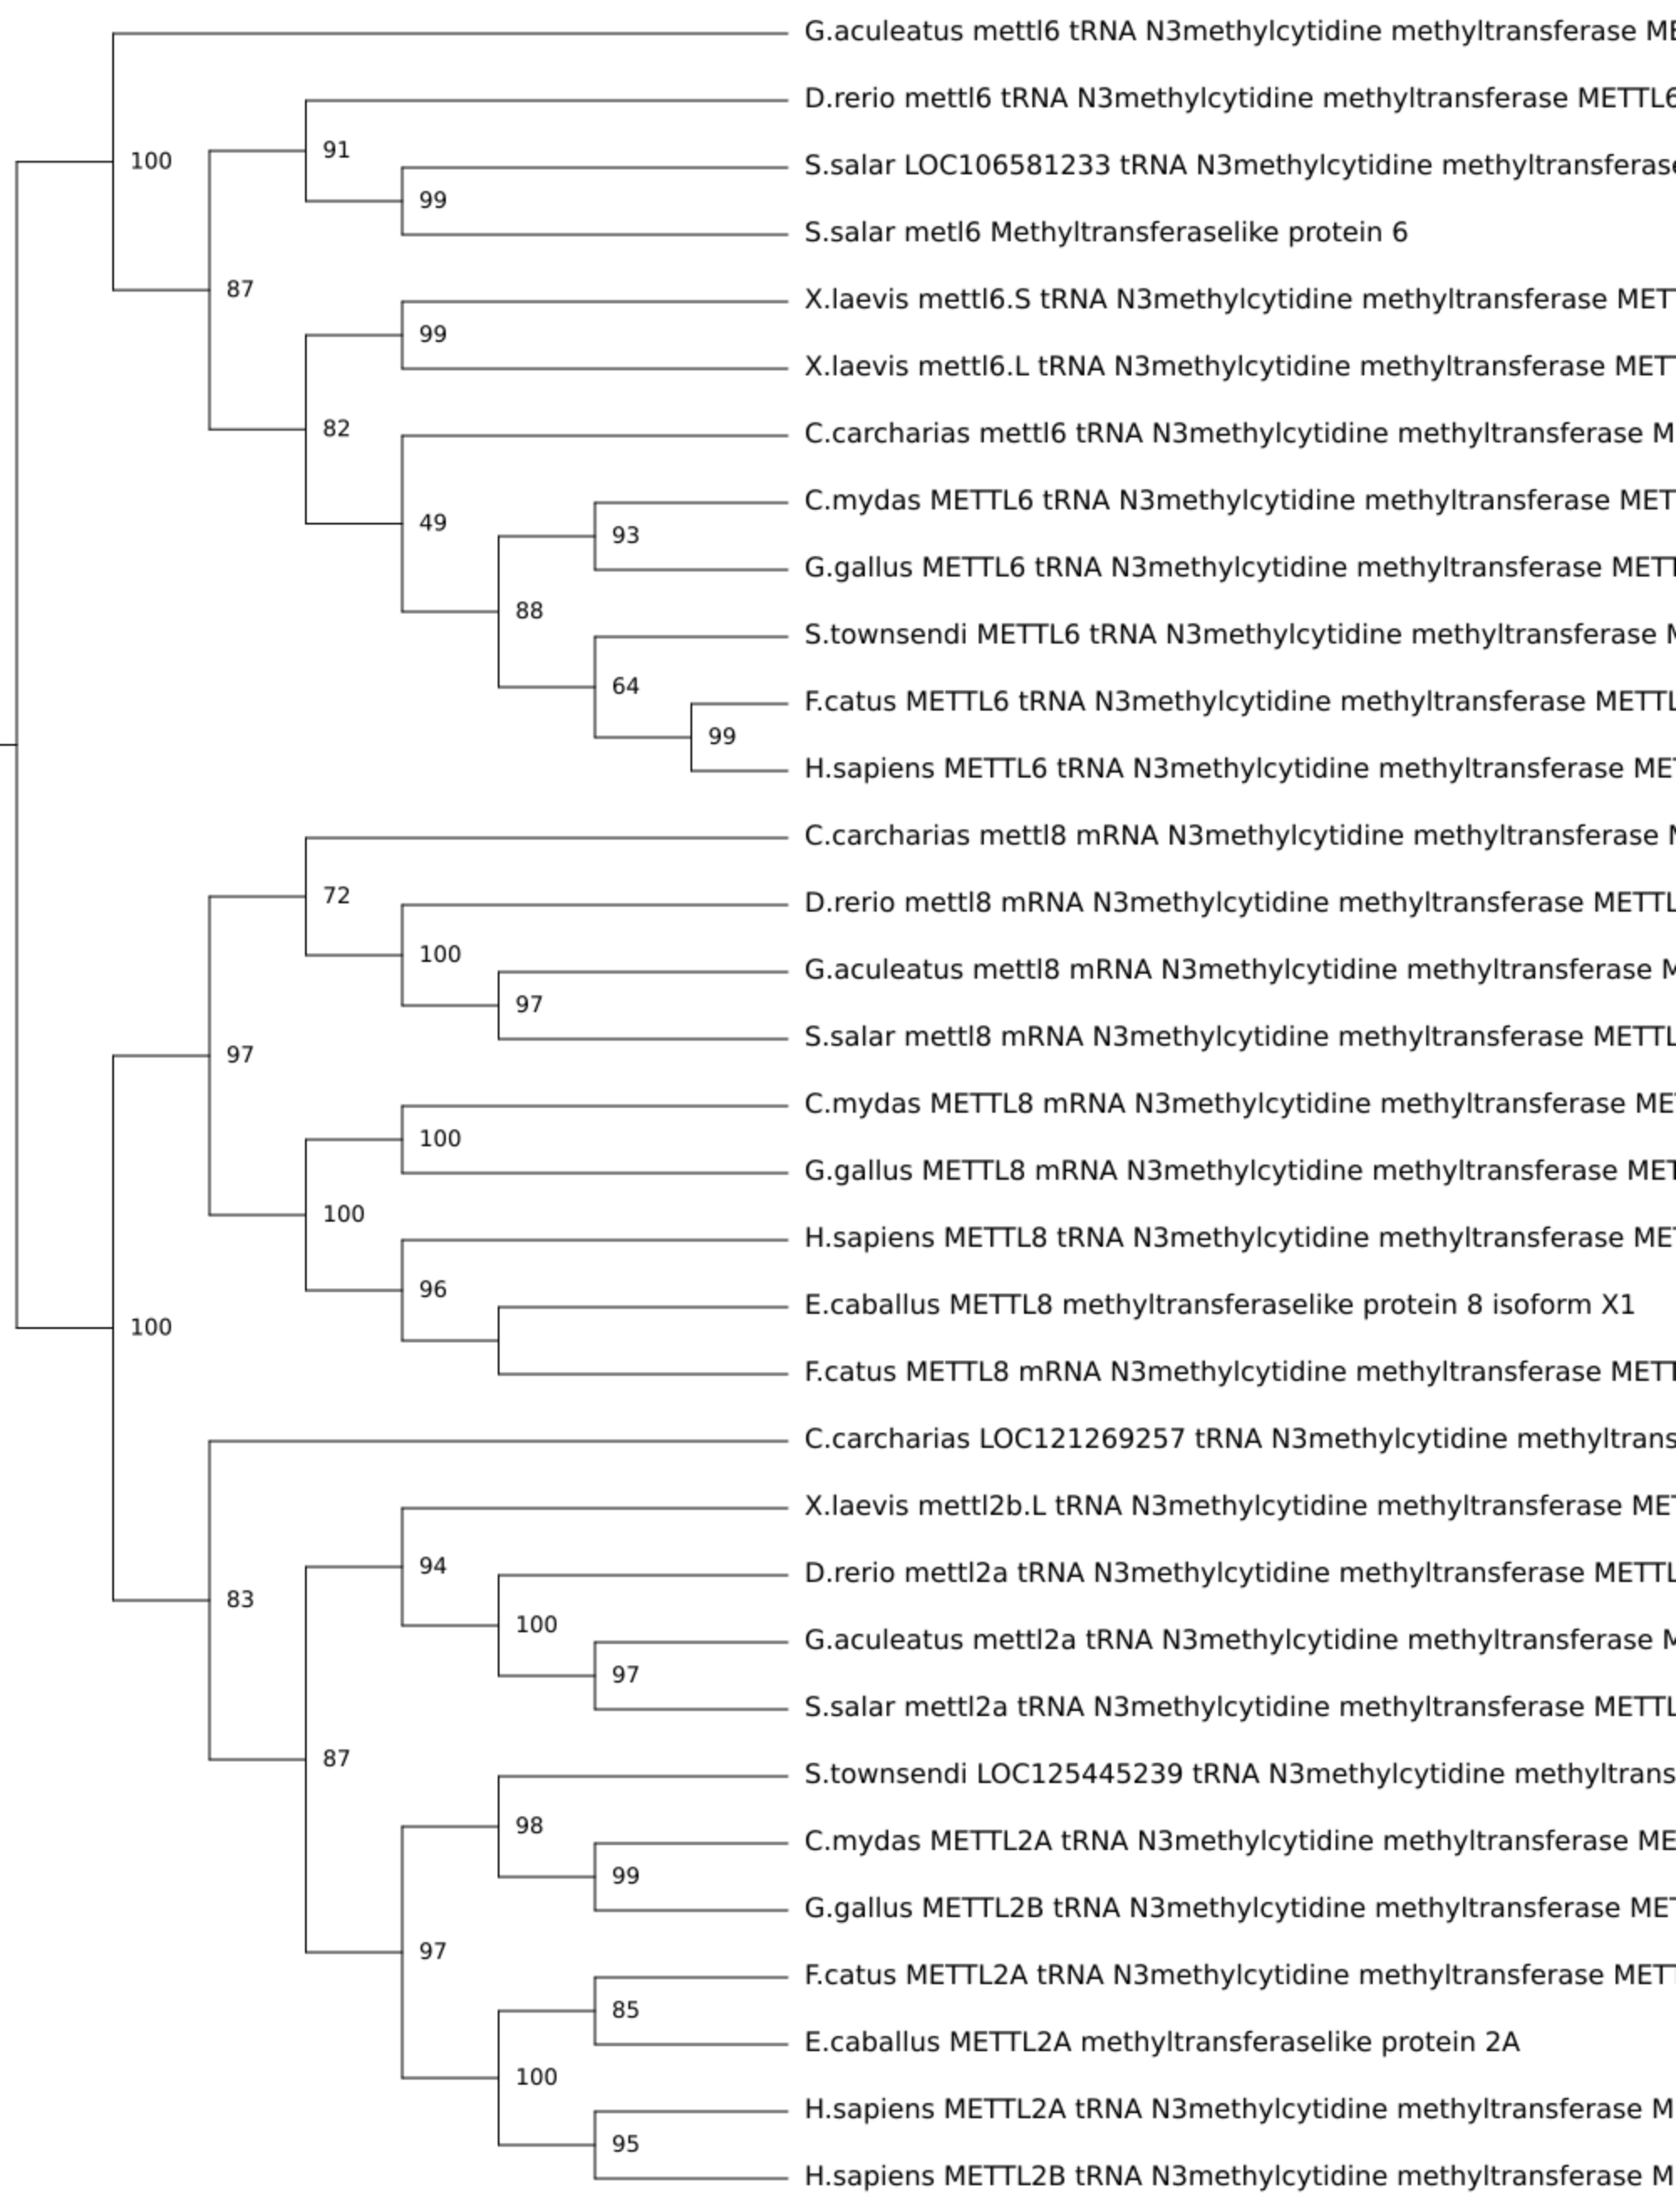 G.aculeatus mettl6 tRNA N3methylcytidine methyltransferase ME
D.rerio mettl6 tRNA N3methylcytidine methyltransferase METTL6
91
100
S.salar LOC106581233 tRNA N3methylcytidine methyltransferase
99
S.salar metl6 Methyltransferaselike protein 6
87
X.laevis mettl6.S tRNA N3methylcytidine methyltransferase MET
99
X.laevis mettl6.L tRNA N3methylcytidine methyltransferase MET
82
C.carcharias mettl6 tRNA N3methylcytidine methyltransferase M
C.mydas METTL6 tRNA N3methylcytidine methyltransferase MET
49
93
G.gallus METTL6 tRNA N3methylcytidine methyltransferase METT
88
S.townsendi METTL6 tRNA N3methylcytidine methyltransferase M
64
F.catus METTL6 tRNA N3methylcytidine methyltransferase METTL
99
H.sapiens METTL6 tRNA N3methylcytidine methyltransferase ME
C.carcharias mettl8 mRNA N3methylcytidine methyltransferase M
72
D.rerio mettl8 mRNA N3methylcytidine methyltransferase METTL
100
G.aculeatus mettl8 mRNA N3methylcytidine methyltransferase M
97
S.salar mettl8 mRNA N3methylcytidine methyltransferase METTL
97
C.mydas METTL8 mRNA N3methylcytidine methyltransferase ME
100
G.gallus METTL8 mRNA N3methylcytidine methyltransferase MET
100
H.sapiens METTL8 tRNA N3methylcytidine methyltransferase ME
96
E.caballus METTL8 methyltransferaselike protein 8 isoform X1
100
F.catus METTL8 mRNA N3methylcytidine methyltransferase METT
C.carcharias LOC121269257 tRNA N3methylcytidine methyltrans
X.laevis mettl2b.L tRNA N3methylcytidine methyltransferase ME
94
D.rerio mettl2a tRNA N3methylcytidine methyltransferase METTL
83
100
G.aculeatus mettl2a tRNA N3methylcytidine methyltransferase M
97
S.salar mettl2a tRNA N3methylcytidine methyltransferase METTL
87
S.townsendi LOC125445239 tRNA N3methylcytidine methyltrans
98
C.mydas METTL2A tRNA N3methylcytidine methyltransferase ME
99
G.gallus METTL2B tRNA N3methylcytidine methyltransferase ME
97
F.catus METTL2A tRNA N3methylcytidine methyltransferase MET
85
E.caballus METTL2A methyltransferaselike protein 2A
100
H.sapiens METTL2A tRNA N3methylcytidine methyltransferase M
95
H.sapiens METTL2B tRNA N3methylcytidine methyltransferase M